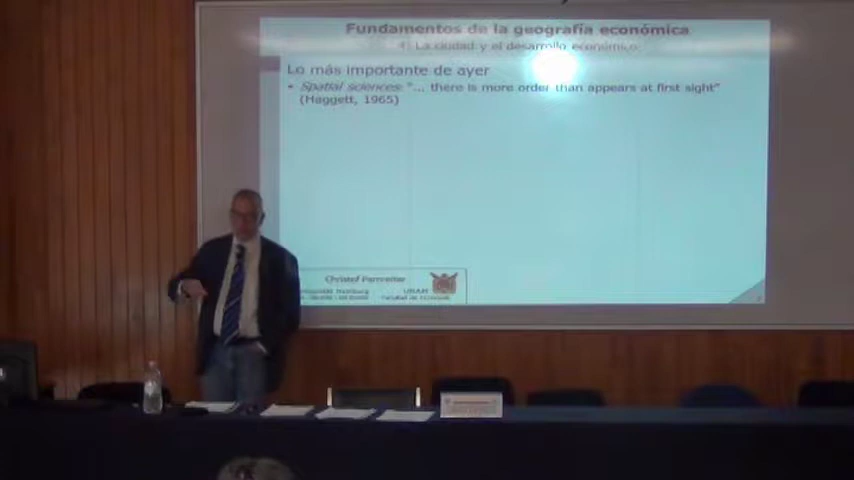 Fundamentos de la geografía económica
4) La ciudad y el desarrollo económico
Lo más importante de ayer
• Spatial sciences: "... there is more order than appears at first sight"
(Haggett, 1965)
Christof Parnreiter
UNAM